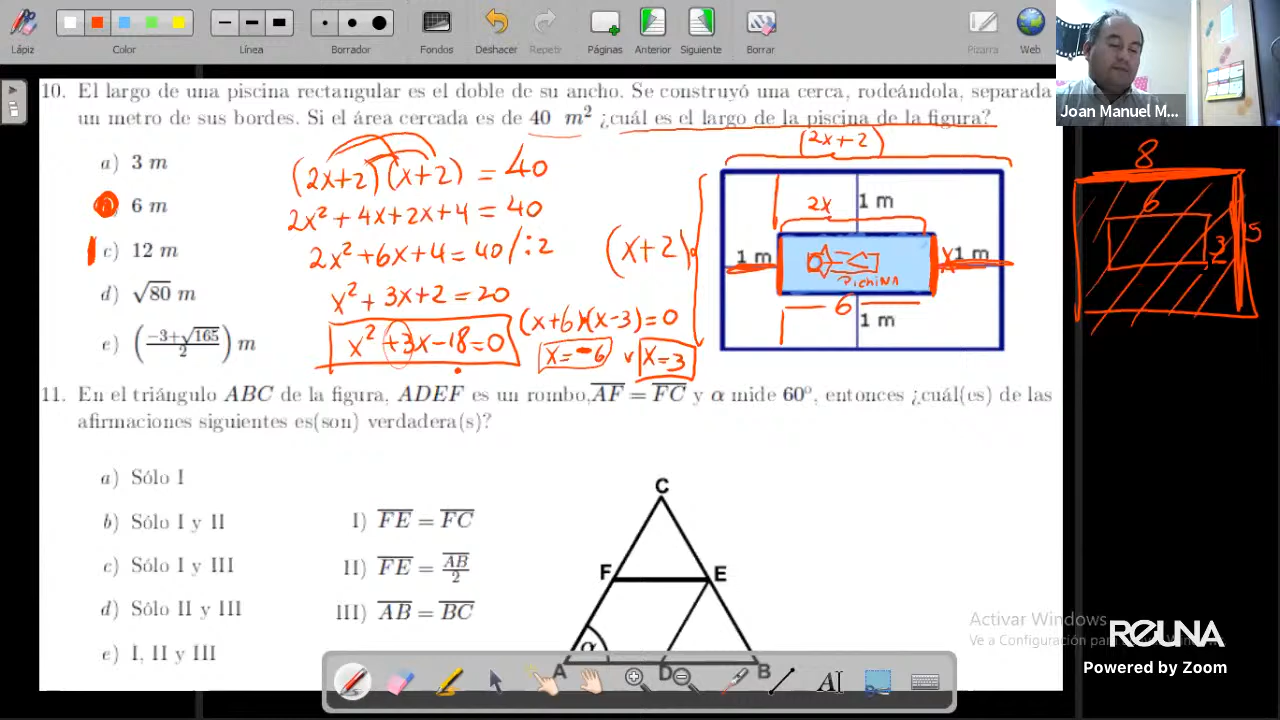 Lápiz Color Línea Borrador Fondos Deshacer Repetir Páginas Anterior Siguiente Borrar Pizarra Web
Joan Manuel M...
10. El largo de una piscina rectangular es el doble de su ancho. Se construyó una cerca, rodeándola, separada
un metro de sus bordes. Si el área cercada es de 40 m² ¿cuál es el largo de la piscina de la figura?
a) 3 m
6 m
c) 12 m
d) √80 m
e) ((-3+√165)/2) m
(2x+2)(x+2) = 40
2x² + 4x + 2x + 4 = 40
2x² + 6x + 4 = 40 / :2
x² + 3x + 2 = 20
x² + 3x - 18 = 0
(x+6)(x-3) = 0
x = -6 v x = 3
(2x+2)
(x+2)
2x
1 m
1 m
x 1 m
PICHINA
6
1 m
8
6
3
5
11. En el triángulo ABC de la figura, ADEF es un rombo, AF = FC y α mide 60°, entonces ¿cuál(es) de las
afirmaciones siguientes es(son) verdadera(s)?
a) Sólo I
b) Sólo I y II
c) Sólo I y III
d) Sólo II y III
e) I, II y III
I) FE = FC
II) FE = AB/2
III) AB = BC
C
F E
α
A D B
Activar Windows
REUNA
Powered by Zoom